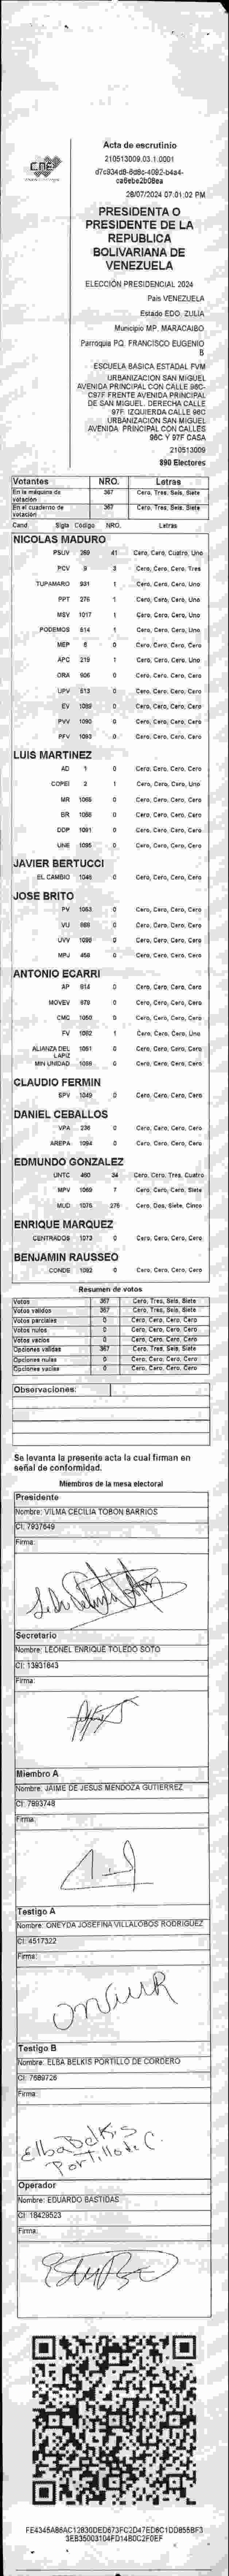 CNE
Acta de escrutinio
210513009.03.1.0001
28/07/2024 07:01:02 PM
PRESIDENTA O
PRESIDENTE DE LA
REPUBLICA
BOLIVARIANA DE
VENEZUELA
ELECCIÓN PRESIDENCIAL 2024
Pais VENEZUELA
Estado EDO. ZULIA
Municipio MP. MARACAIBO
Parroquia PQ. FRANCISCO EUGENIO
B
ESCUELA BASICA ESTADAL FVM
URBANIZACIÓN SAN MIGUEL
AVENIDA PRINCIPAL CON CALLE 96C-
C97F FRENTE AVENIDA PRINCIPAL
DE SAN MIGUEL. DERECHA CALLE
97F. IZQUIERDA CALLE 96C
URBANIZACIÓN SAN MIGUEL
AVENIDA PRINCIPAL CON CALLES
96C Y 97F CASA
210513009
890 Electores
Votantes NRO. Letras
En la máquina de votación 367 Cero, Tres, Seis, Siete
En el cuaderno de votación 367 Cero, Tres, Seis, Siete
Cand Sigla Codigo NRO. Letras
NICOLAS MADURO
PSUV 269 41 Cero, Cero, Cuatro, Uno
PCV 9 3 Cero, Cero, Cero, Tres
TUPAMARO 931 1 Cero, Cero, Cero, Uno
PPT 276 1 Cero, Cero, Cero, Uno
MSV 1017 1 Cero, Cero, Cero, Uno
PODEMOS 614 1 Cero, Cero, Cero, Uno
MEP 6 0 Cero, Cero, Cero, Cero
APC 219 1 Cero, Cero, Cero, Uno
ORA 906 0 Cero, Cero, Cero, Cero
UPV 613 0 Cero, Cero, Cero, Cero
EV 1089 0 Cero, Cero, Cero, Cero
PVV 1090 0 Cero, Cero, Cero, Cero
PFV 1093 0 Cero, Cero, Cero, Cero
LUIS MARTINEZ
AD 1 0 Cero, Cero, Cero, Cero
COPEI 2 1 Cero, Cero, Cero, Uno
MR 1065 0 Cero, Cero, Cero, Cero
BR 1058 0 Cero, Cero, Cero, Cero
DDP 1091 0 Cero, Cero, Cero, Cero
UNE 1095 0 Cero, Cero, Cero, Cero
JAVIER BERTUCCI
EL CAMBIO 1048 0 Cero, Cero, Cero, Cero
JOSE BRITO
PV 1053 0 Cero, Cero, Cero, Cero
VU 868 0 Cero, Cero, Cero, Cero
UVV 1096 0 Cero, Cero, Cero, Cero
MPJ 458 0 Cero, Cero, Cero, Cero
ANTONIO ECARRI
AP 914 0 Cero, Cero, Cero, Cero
MOVEV 979 0 Cero, Cero, Cero, Cero
CMC 1050 0 Cero, Cero, Cero, Cero
FV 1052 1 Cero, Cero, Cero, Uno
ALIANZA DEL LAPIZ 1051 0 Cero, Cero, Cero, Cero
MIN UNIDAD 1068 0 Cero, Cero, Cero, Cero
CLAUDIO FERMIN
SPV 1049 0 Cero, Cero, Cero, Cero
DANIEL CEBALLOS
VPA 236 0 Cero, Cero, Cero, Cero
AREPA 1094 0 Cero, Cero, Cero, Cero
EDMUNDO GONZALEZ
UNTC 460 34 Cero, Cero, Tres, Cuatro
MPV 1069 7 Cero, Cero, Cero, Siete
MUD 1076 275 Cero, Dos, Siete, Cinco
ENRIQUE MARQUEZ
CENTRADOS 1073 0 Cero, Cero, Cero, Cero
BENJAMIN RAUSSEO
CONDE 1082 0 Cero, Cero, Cero, Cero
Resumen de votos
Votos 367 Cero, Tres, Seis, Siete
Votos validos 367 Cero, Tres, Seis, Siete
Votos parciales 0 Cero, Cero, Cero, Cero
Votos nulos 0 Cero, Cero, Cero, Cero
Votos vacios 0 Cero, Cero, Cero, Cero
Opciones validas 367 Cero, Tres, Seis, Siete
Opciones nulas 0 Cero, Cero, Cero, Cero
Opciones vacias 0 Cero, Cero, Cero, Cero
Observaciones:
Se levanta la presente acta la cual firman en
señal de conformidad.
Miembros de la mesa electoral
Presidente
Nombre: VILMA CECILIA TOBON BARRIOS
CI: 7937649
Firma:
Secretario
Nombre: LEONEL ENRIQUE TOLEDO SOTO
CI: 13931643
Firma:
Miembro A
Nombre: JAIME DE JESUS MENDOZA GUTIERREZ
CI: 7893748
Firma:
Testigo A
Nombre: ONEYDA JOSEFINA VILLALOBOS RODRIGUEZ
CI: 4517322
Firma:
Testigo B
Nombre: ELBA BELKIS PORTILLO DE CORDERO
CI: 7689726
Firma:
Elba Belkis
Portillo de C.
Operador
Nombre: EDUARDO BASTIDAS
CI: 18429523
Firma: